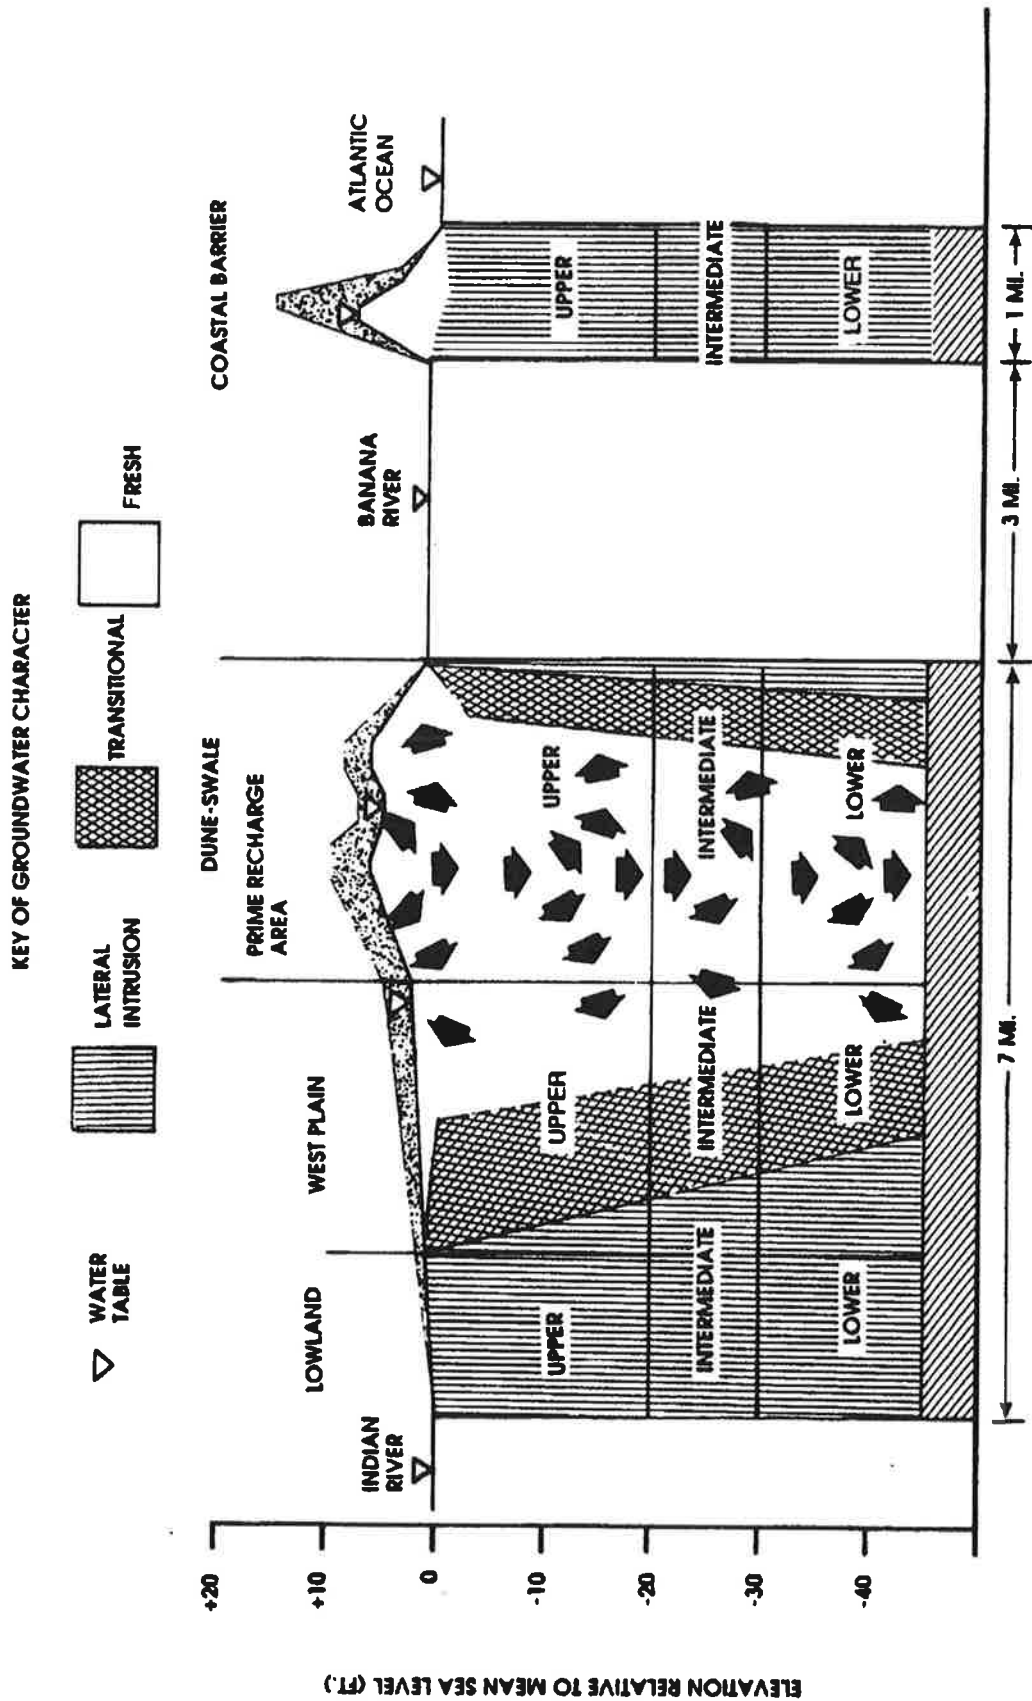 KEY OF GROUNDWATER CHARACTER
WATER
TABLE
LATERAL
INTRUSION
TRANSITIONAL
FRESH
LOWLAND
WEST PLAIN
DUNE-SWALE
PRIME RECHARGE
AREA
COASTAL BARRIER
INDIAN
RIVER
BANANA
RIVER
ATLANTIC
OCEAN
ELEVATION RELATIVE TO MEAN SEA LEVEL (FT.)
+20
+10
0
-10
-20
-30
-40
UPPER
UPPER
UPPER
UPPER
INTERMEDIATE
INTERMEDIATE
INTERMEDIATE
INTERMEDIATE
LOWER
LOWER
LOWER
LOWER
7 MI.
3 MI.
1 MI.